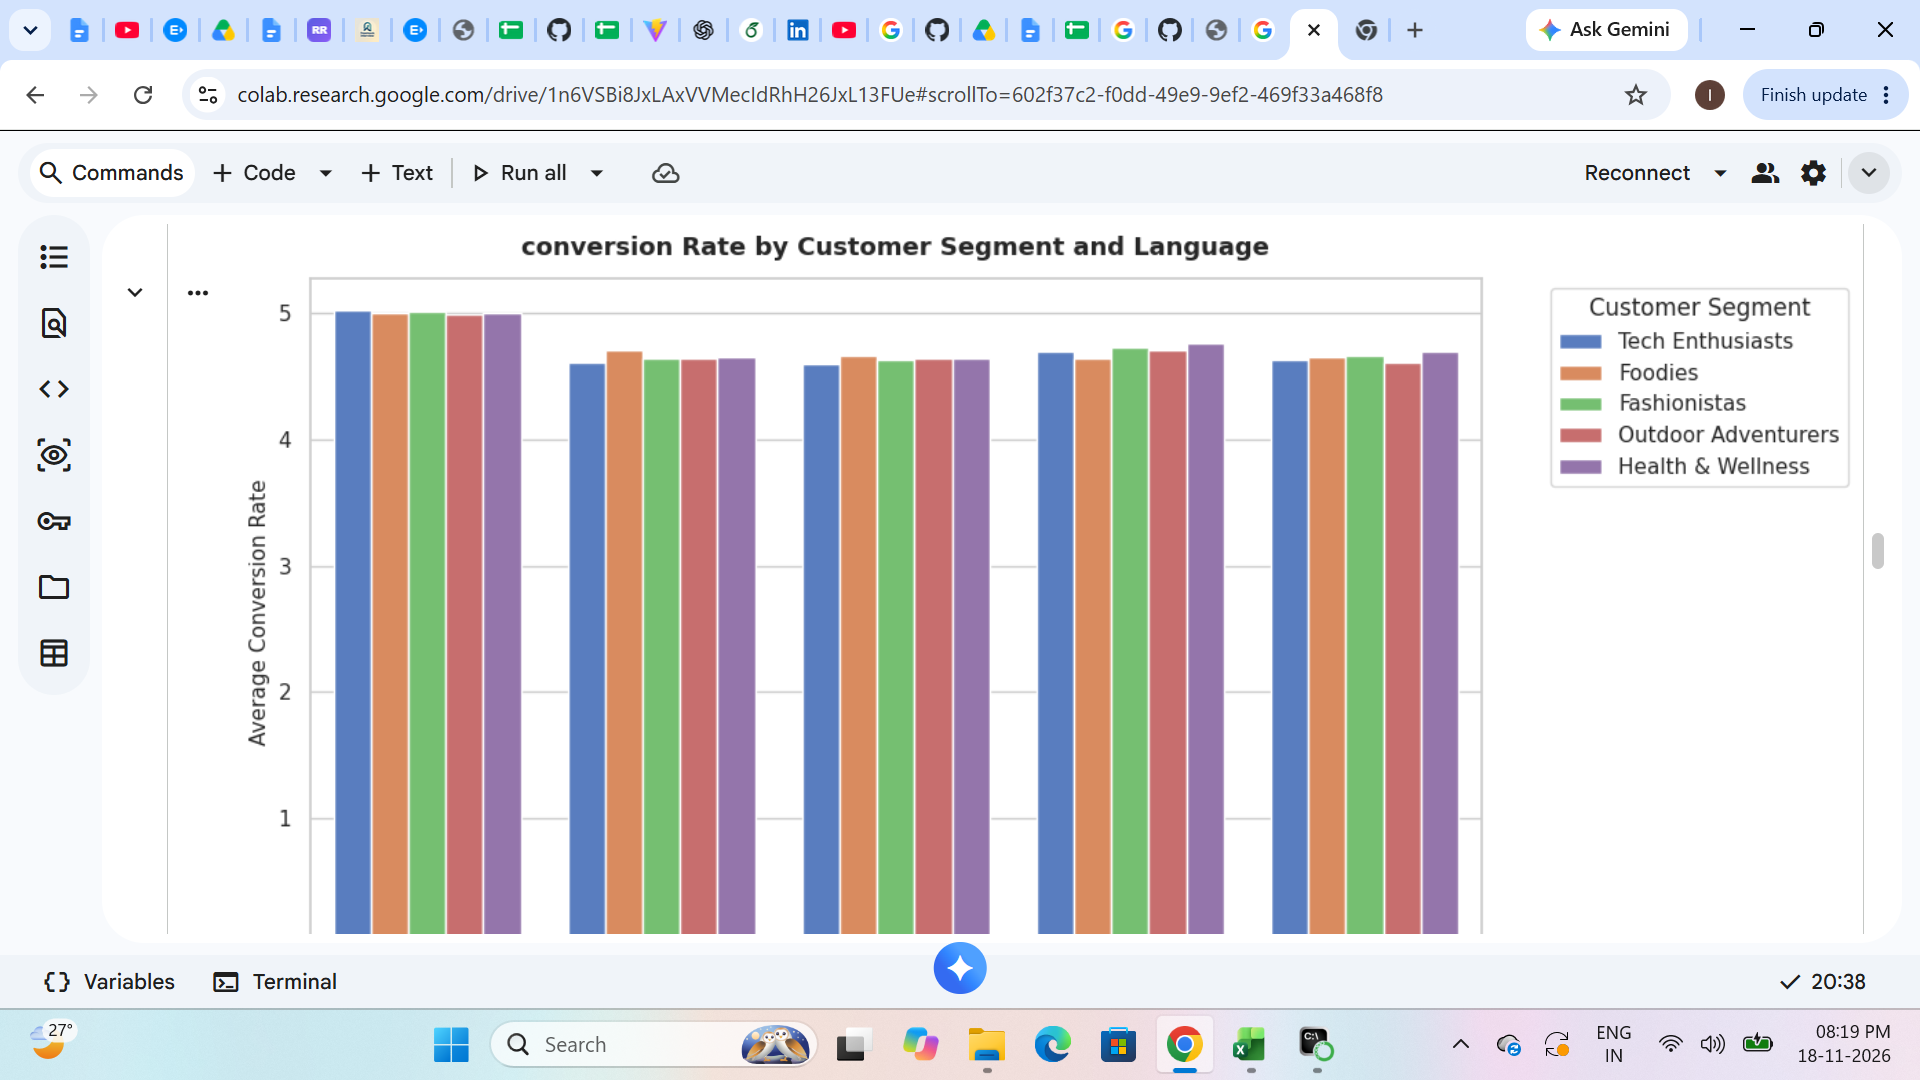 RR
Ask Gemini
colab.research.google.com/drive/1n6VSBi8JxLAxVVMecIdRhH26JxL13FUe#scrollTo=602f37c2-f0dd-49e9-9ef2-469f33a468f8
I
Finish update
Commands
Code
Text
Run all
Reconnect
conversion Rate by Customer Segment and Language
Customer Segment
Tech Enthusiasts
Foodies
Fashionistas
Outdoor Adventurers
Health & Wellness
Average Conversion Rate
5
4
3
2
1
Variables
Terminal
20:38
27°
Search
ENG
IN
08:19 PM
18-11-2026